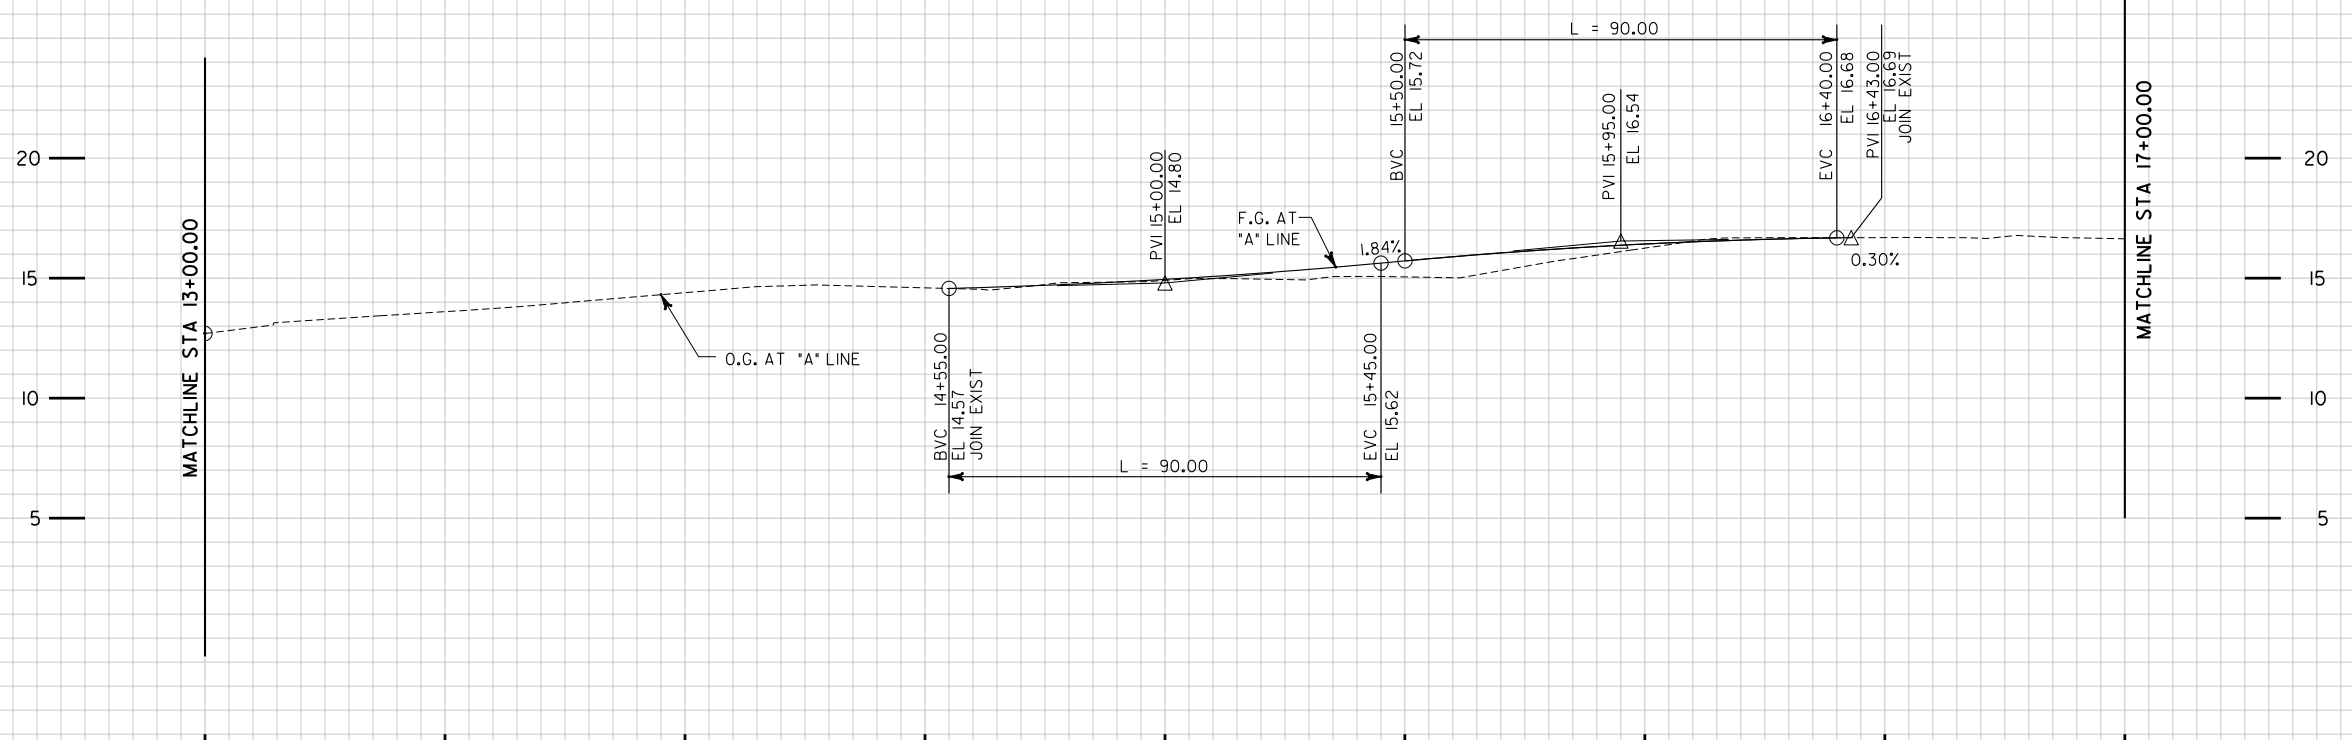 L = 90.00
BVC 15+50.00
EL 15.72
EVC 16+40.00
EL 16.68
PVI 16+43.00
EL 16.69
JOIN EXIST
PVI 15+95.00
EL 16.54
PVI 15+00.00
EL 14.80
20
20
MATCHLINE STA 13+00.00
MATCHLINE STA 17+00.00
F.G. AT
"A" LINE
1.84%
0.30%
15
15
O.G. AT "A" LINE
BVC 14+55.00
EL 14.57
JOIN EXIST
EVC 15+45.00
EL 15.62
10
10
L = 90.00
5
5